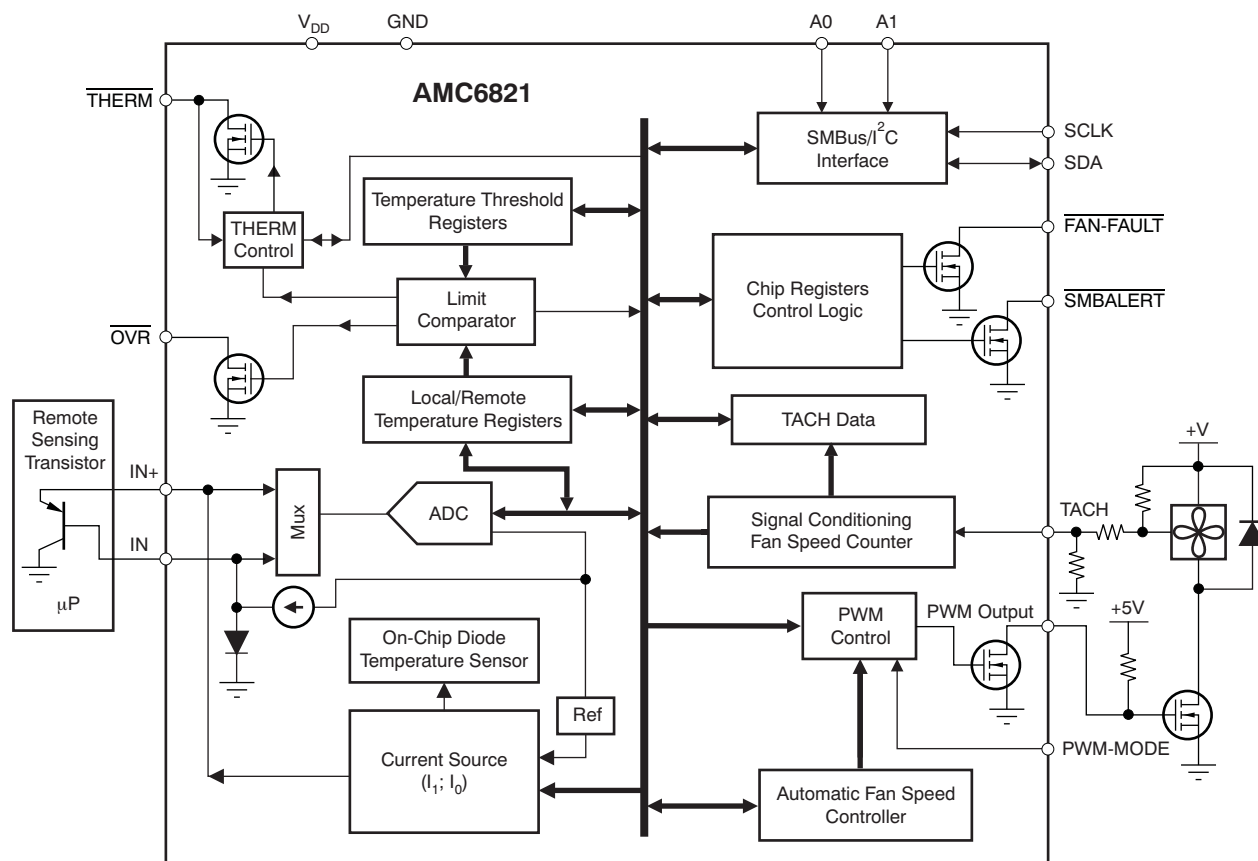 V_DD
GND
A0
A1
THERM
AMC6821
SMBus/I²C
Interface
SCLK
SDA
Temperature Threshold
Registers
THERM
Control
FAN-FAULT
Chip Registers
Control Logic
Limit
Comparator
SMBALERT
OVR
Local/Remote
Temperature Registers
Remote
Sensing
Transistor
TACH Data
+V
IN+
Mux
ADC
Signal Conditioning
Fan Speed Counter
TACH
IN
µP
+5V
PWM
Control
PWM Output
On-Chip Diode
Temperature Sensor
Ref
Current Source
(I₁; I₀)
PWM-MODE
Automatic Fan Speed
Controller